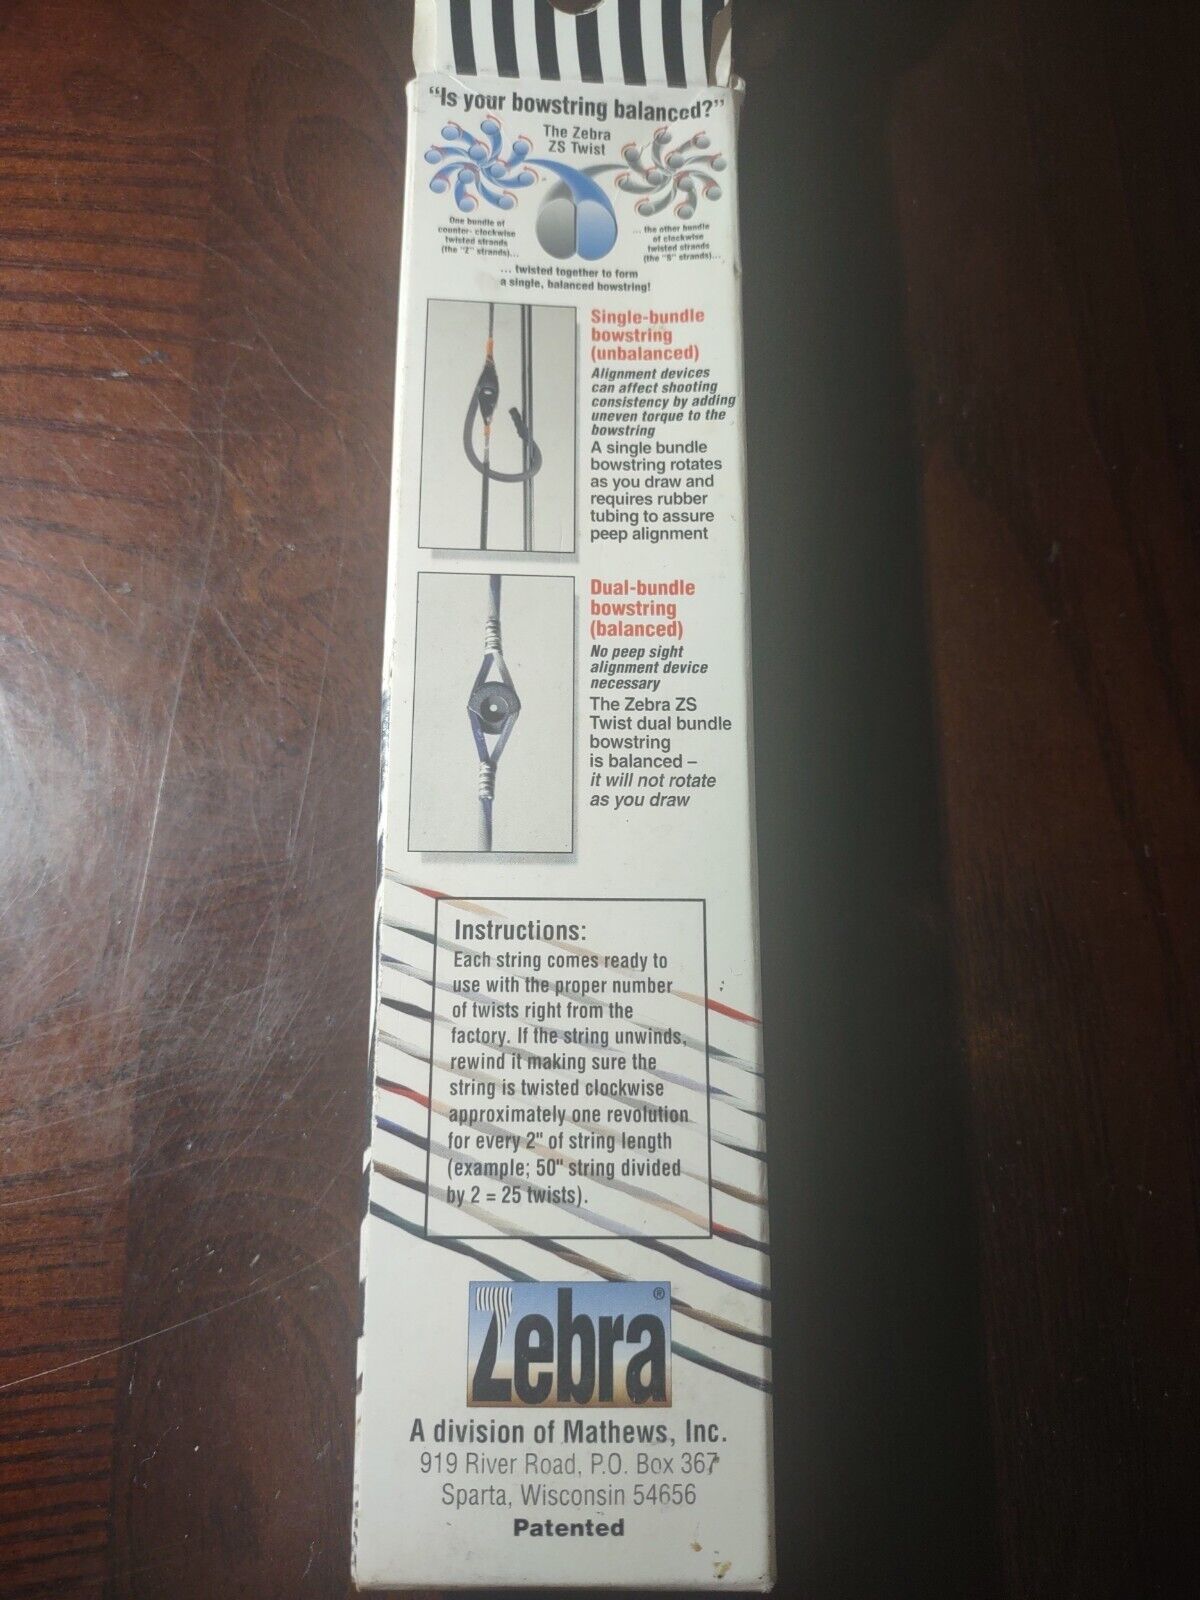 "Is your bowstring balanced?"
The Zebra
ZS Twist
One bundle of
counter- clockwise
twisted strands
(the "Z" strands)...
... the other bundle
of clockwise
twisted strands
(the "S" strands)...
... twisted together to form
a single, balanced bowstring!
Single-bundle
bowstring
(unbalanced)
Alignment devices
can affect shooting
consistency by adding
uneven torque to the
bowstring
A single bundle
bowstring rotates
as you draw and
requires rubber
tubing to assure
peep alignment
Dual-bundle
bowstring
(balanced)
No peep sight
alignment device
necessary
The Zebra ZS
Twist dual bundle
bowstring
is balanced –
it will not rotate
as you draw
Instructions:
Each string comes ready to
use with the proper number
of twists right from the
factory. If the string unwinds,
rewind it making sure the
string is twisted clockwise
approximately one revolution
for every 2" of string length
(example; 50" string divided
by 2 = 25 twists).
Zebra®
A division of Mathews, Inc.
919 River Road, P.O. Box 367
Sparta, Wisconsin 54656
Patented